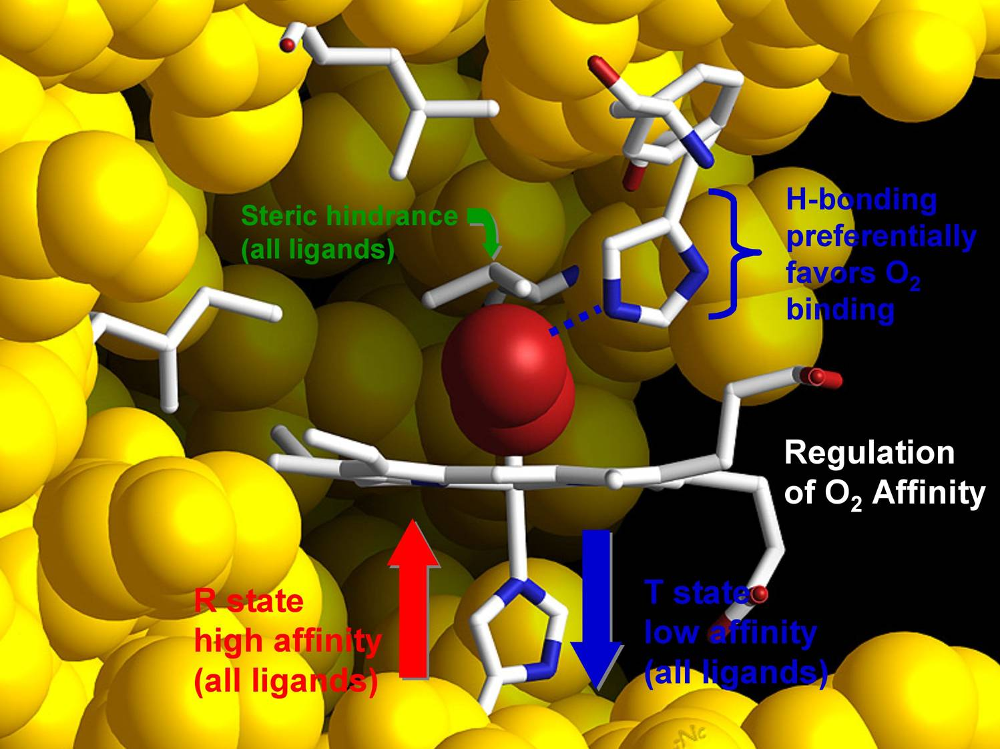 Steric hindrance
(all ligands)
H-bonding
preferentially
favors O₂
binding
Regulation
of O₂ Affinity
R state
high affinity
(all ligands)
T state
low affinity
(all ligands)